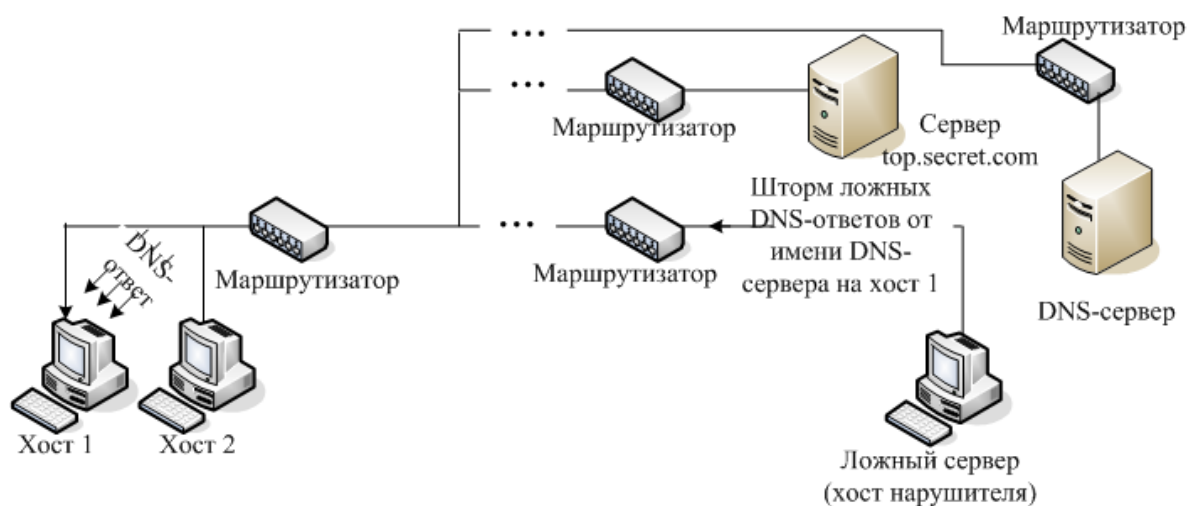 Маршрутизатор
Маршрутизатор
Сервер
top.secret.com
Шторм ложных
DNS-ответов от
имени DNS-
сервера на хост 1
DNS-
ответ
Маршрутизатор
Маршрутизатор
DNS-сервер
Хост 1
Хост 2
Ложный сервер
(хост нарушителя)